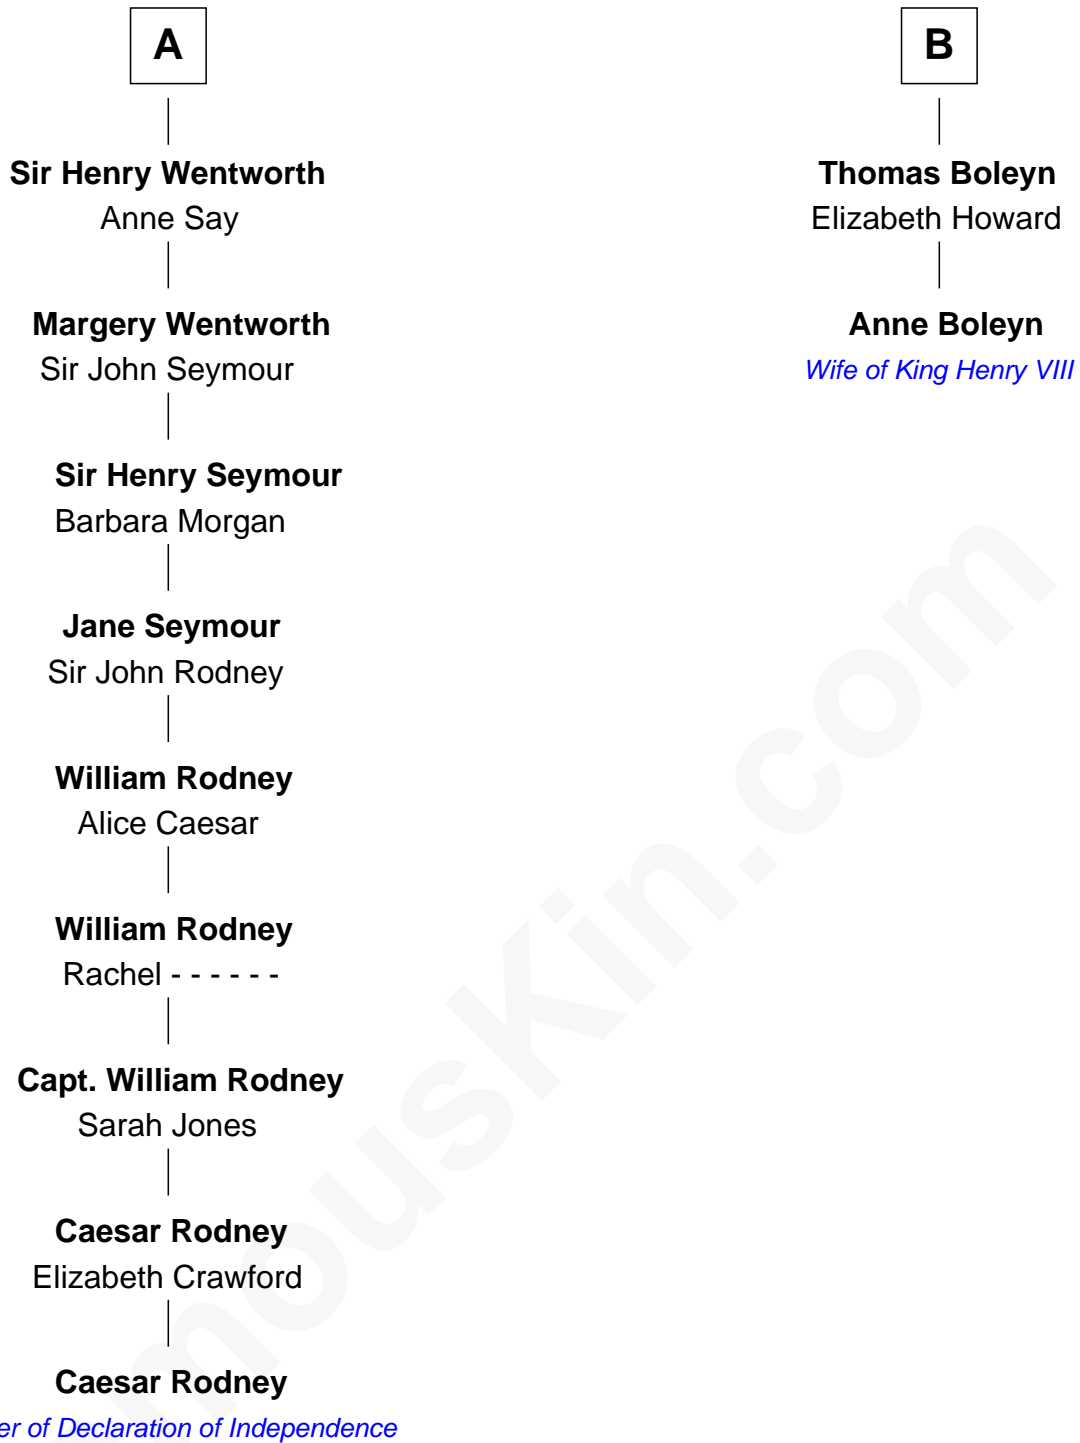 A
Sir Henry Wentworth
Anne Say
Margery Wentworth
Sir John Seymour
Sir Henry Seymour
Barbara Morgan
Jane Seymour
Sir John Rodney
William Rodney
Alice Caesar
William Rodney
Rachel - - - - - -
Capt. William Rodney
Sarah Jones
Caesar Rodney
Elizabeth Crawford
Caesar Rodney
er of Declaration of Independence
B
Thomas Boleyn
Elizabeth Howard
Anne Boleyn
Wife of King Henry VIII
mouskin.com